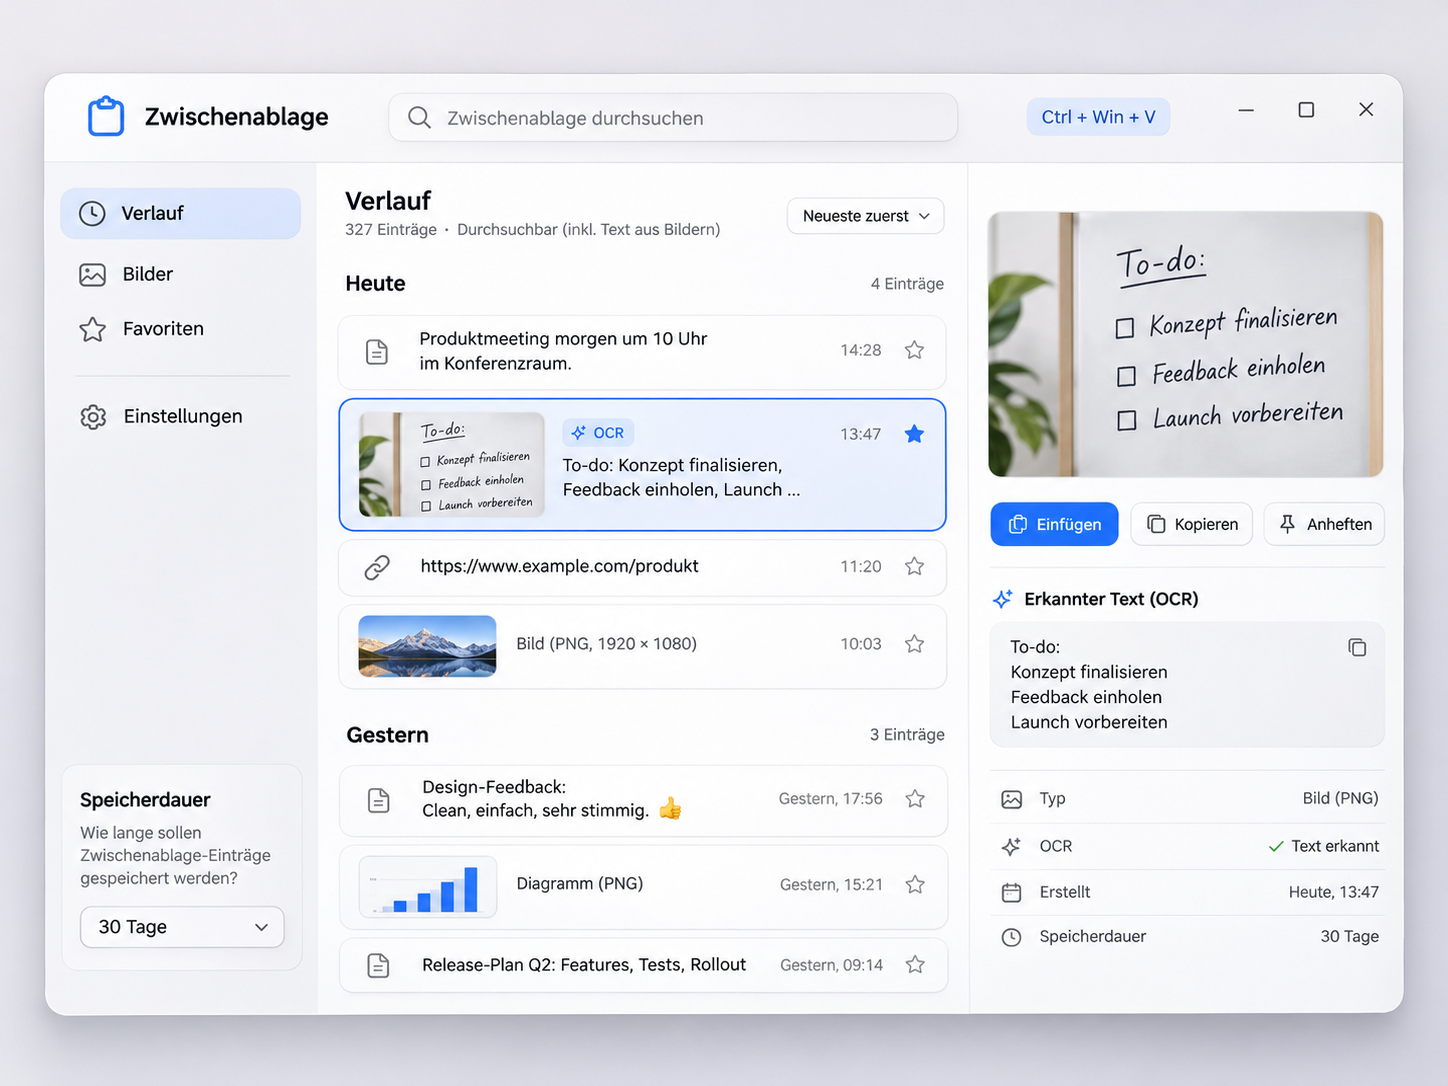 Zwischenablage
Zwischenablage durchsuchen
Ctrl + Win + V
Verlauf
Bilder
Favoriten
Einstellungen
Speicherdauer
Wie lange sollen
Zwischenablage-Einträge
gespeichert werden?
30 Tage
Verlauf
327 Einträge · Durchsuchbar (inkl. Text aus Bildern)
Neueste zuerst
Heute
4 Einträge
Produktmeeting morgen um 10 Uhr
im Konferenzraum.
14:28
To-do:
Konzept finalisieren
Feedback einholen
Launch vorbereiten
OCR
13:47
To-do: Konzept finalisieren,
Feedback einholen, Launch ...
https://www.example.com/produkt
11:20
Bild (PNG, 1920 × 1080)
10:03
Gestern
3 Einträge
Design-Feedback:
Clean, einfach, sehr stimmig. 👍
Gestern, 17:56
Diagramm (PNG)
Gestern, 15:21
Release-Plan Q2: Features, Tests, Rollout
Gestern, 09:14
To-do:
Konzept finalisieren
Feedback einholen
Launch vorbereiten
Einfügen
Kopieren
Anheften
Erkannter Text (OCR)
To-do:
Konzept finalisieren
Feedback einholen
Launch vorbereiten
Typ
Bild (PNG)
OCR
Text erkannt
Erstellt
Heute, 13:47
Speicherdauer
30 Tage